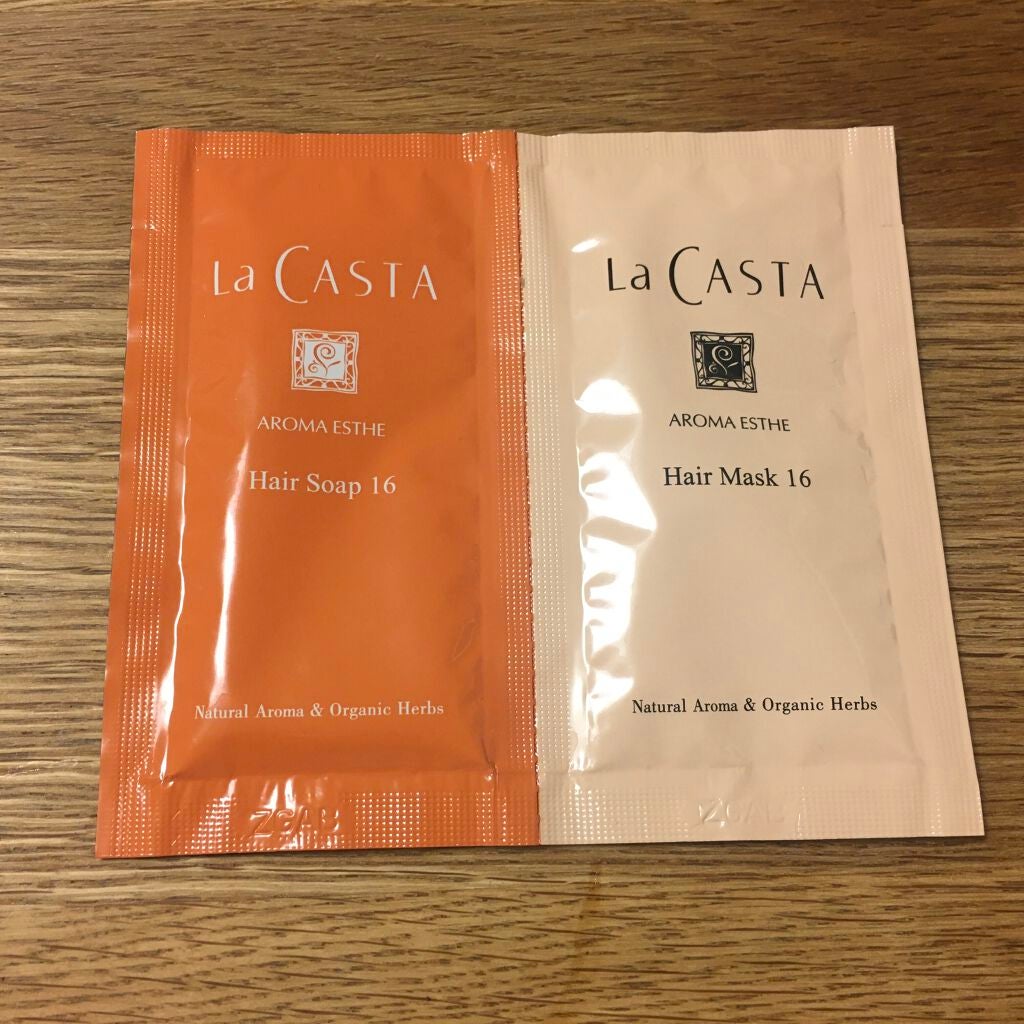 La CASTA
AROMA ESTHE
Hair Soap 16
Natural Aroma & Organic Herbs
La CASTA
AROMA ESTHE
Hair Mask 16
Natural Aroma & Organic Herbs